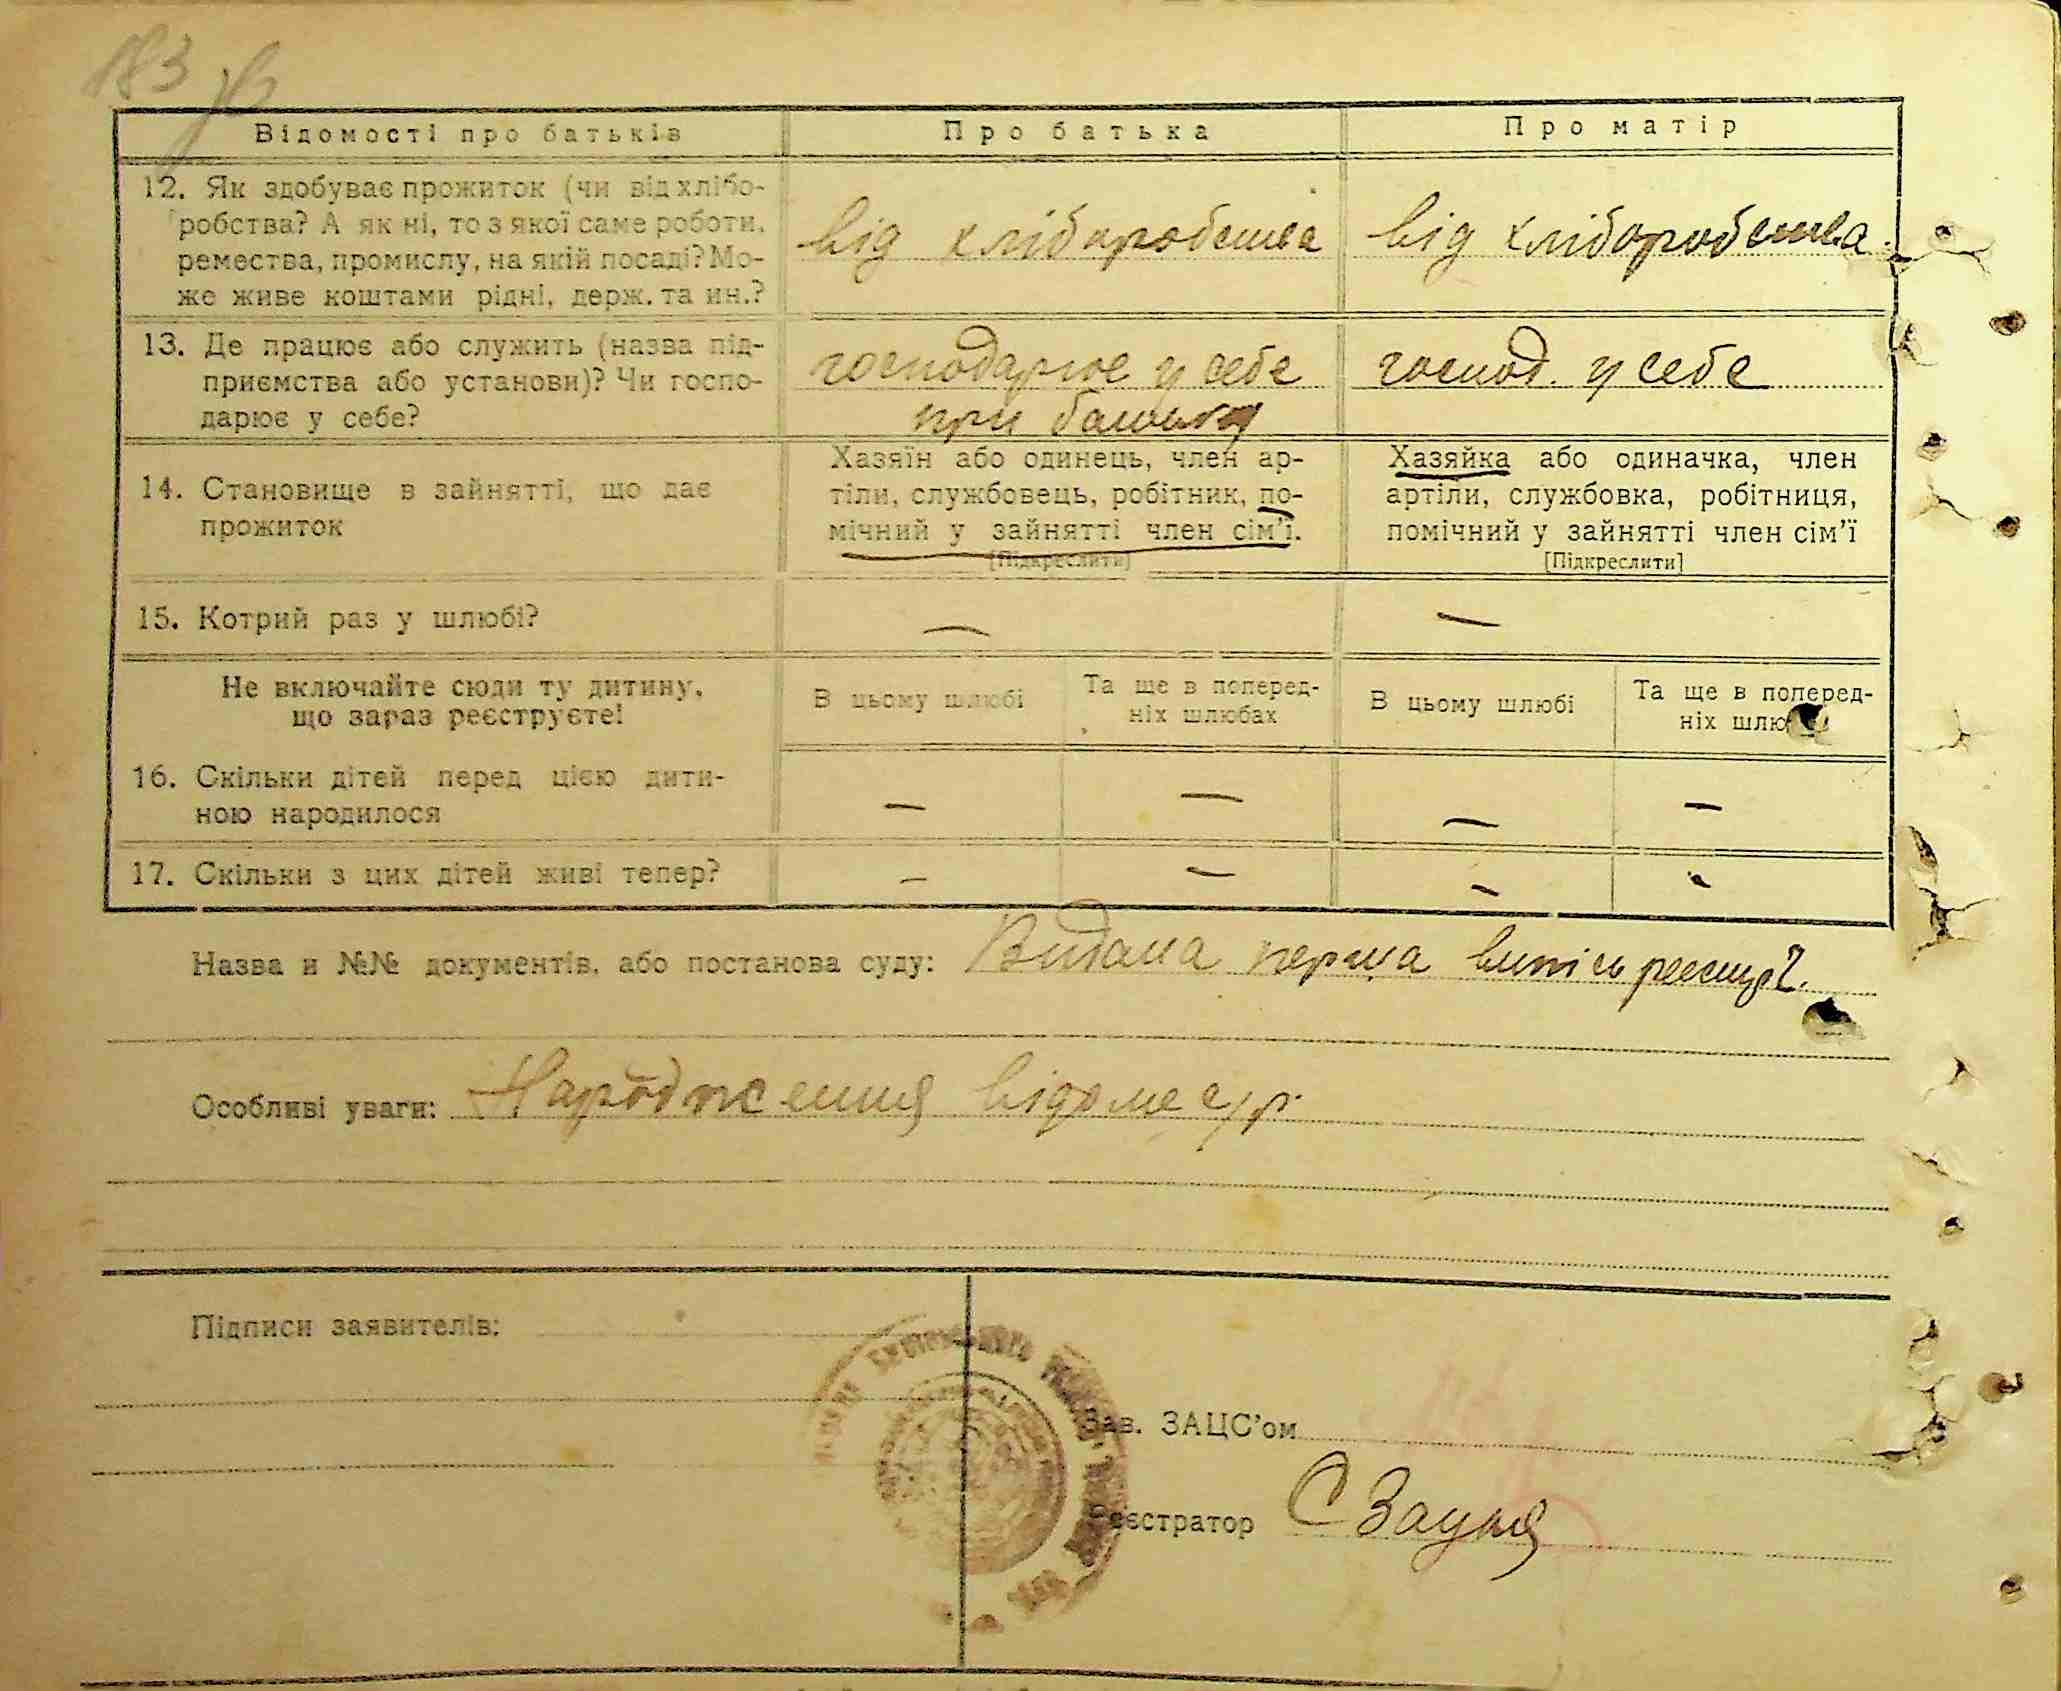 183
Відомості про батьків Про батька Про матір
12. Як здобуває прожиток (чи від хлібо-
робства? А як ні, то з якої саме роботи,
ремества, промислу, на якій посаді? Мо-
же живе коштами рідні, держ. та ин.?
від хліборобства від хліборобства.
13. Де працює або служить (назва під-
приємства або установи)? Чи госпо-
дарює у себе?
господарює у себе
при батьку
господ. у себе
14. Становище в зайнятті, що дає
прожиток
Хазяїн або одинець, член ар-
тіли, службовець, робітник, по-
мічний у зайнятті член сім'ї.
[Підкреслити]
Хазяйка або одиначка, член
артіли, службовка, робітниця,
помічний у зайнятті член сім'ї
[Підкреслити]
15. Котрий раз у шлюбі? — —
Не включайте сюди ту дитину,
що зараз реєструєте!
В цьому шлюбі
Та ще в поперед-
ніх шлюбах
В цьому шлюбі
Та ще в поперед-
ніх шлю
16. Скільки дітей перед цією дити-
ною народилося
— — — —
17. Скільки з цих дітей живі тепер? — — — -
Назва и №№ документів, або постанова суду: Видана перша випісь
Особливі уваги: Народження відоме с/р.
Підписи заявителів:
Зав. ЗАЦС'ом
Реєстратор